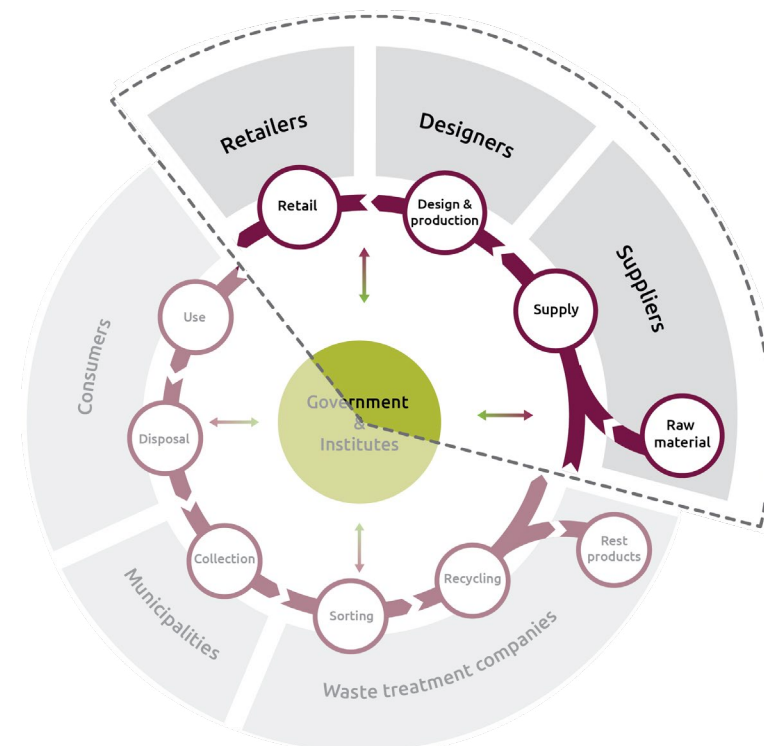 Retailers
Designers
Suppliers
Retail
Design &
production
Supply
Raw
material
Use
Consumers
Government
&
Institutes
Disposal
Collection
Sorting
Recycling
Rest
products
Municipalities
Waste treatment companies